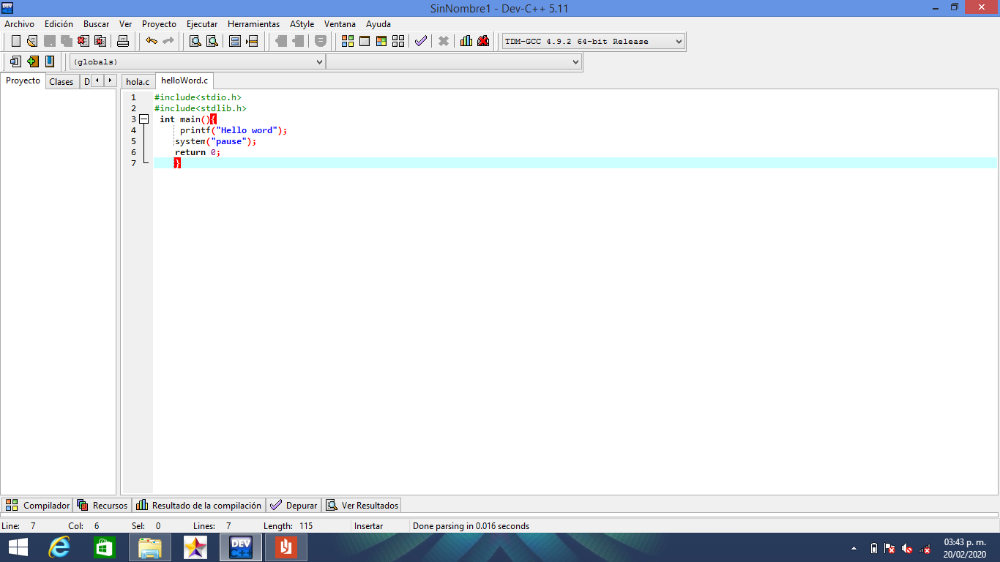 SinNombre1 - Dev-C++ 5.11
Archivo Edición Buscar Ver Proyecto Ejecutar Herramientas AStyle Ventana Ayuda
TDM-GCC 4.9.2 64-bit Release
(globals)
Proyecto Clases D hola.c helloWord.c
1 #include<stdio.h>
2 #include<stdlib.h>
3 int main(){
4 printf("Hello word");
5 system("pause");
6 return 0;
7 }
Compilador Recursos Resultado de la compilación Depurar Ver Resultados
Line: 7 Col: 6 Sel: 0 Lines: 7 Length: 115 Insertar Done parsing in 0.016 seconds
DEV C++
03:43 p. m.
20/02/2020